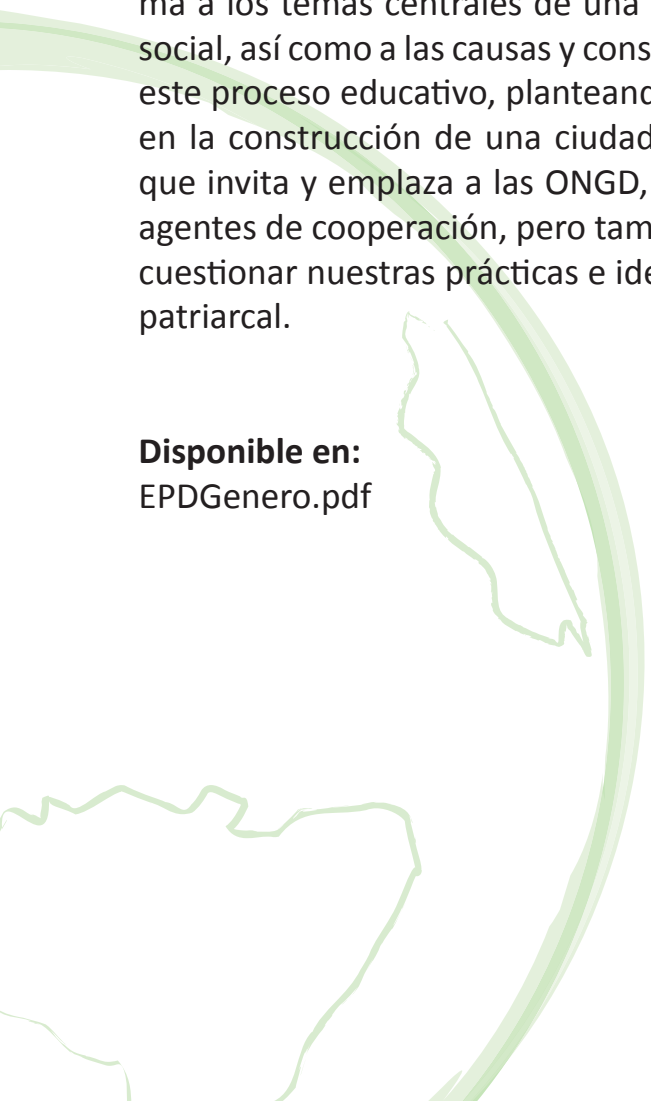 ma a los temas centrales de una
social, así como a las causas y cons
este proceso educativo, planteand
en la construcción de una ciudad
que invita y emplaza a las ONGD,
agentes de cooperación, pero tam
cuestionar nuestras prácticas e ide
patriarcal.
Disponible en:
EPDGenero.pdf